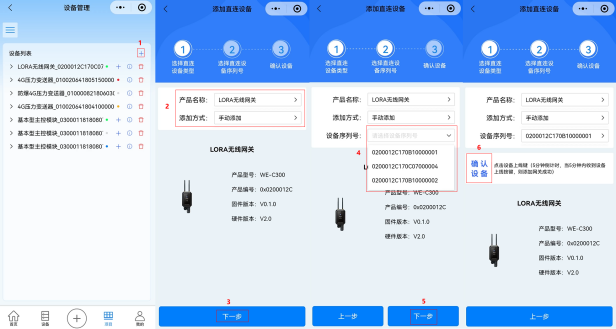 设备管理
设备列表
1
LORA无线网关_0200012C170C07
4G压力变送器_010020641805150000
防爆4G压力变送器_01000082180A03(
4G压力变送器_010020641804100000
基本型主控模块_0300011818080
基本型主控模块_0300011818060
基本型主控模块_0300011818080
首页
设备
项目
我的
添加直连设备
1
2
3
选择直连
设备类型
选择直连设
备序列号
确认设备
2
产品名称:
LORA无线网关
添加方式:
手动添加
LORA无线网关
产品型号: WE-C300
产品编号: 0x0200012C
固件版本: V0.1.0
硬件版本: V2.0
3
下一步
添加直连设备
1
2
3
选择直连
设备类型
选择直连设
备序列号
确认设备
产品名称:
LORA无线网关
添加方式:
手动添加
设备序列号:
请选择设备序列号
4
0200012C170B10000001
0200012C170C07000004
0200012C170B10000002
产品型号: WE-C300
产品编号: 0x0200012C
固件版本: V0.1.0
硬件版本: V2.0
5
上一步
下一步
添加直连设备
1
2
3
选择直连
设备类型
选择直连设
备序列号
确认设备
产品名称:
LORA无线网关
添加方式:
手动添加
设备序列号:
0200012C170B10000001
6
确认
设备
点击设备上线键 (5分钟倒计时, 当5分钟内收到设备
上线按键, 则添加网关成功)
LORA无线网关
产品型号: WE-C300
产品编号: 0x0200012C
固件版本: V0.1.0
硬件版本: V2.0
上一步